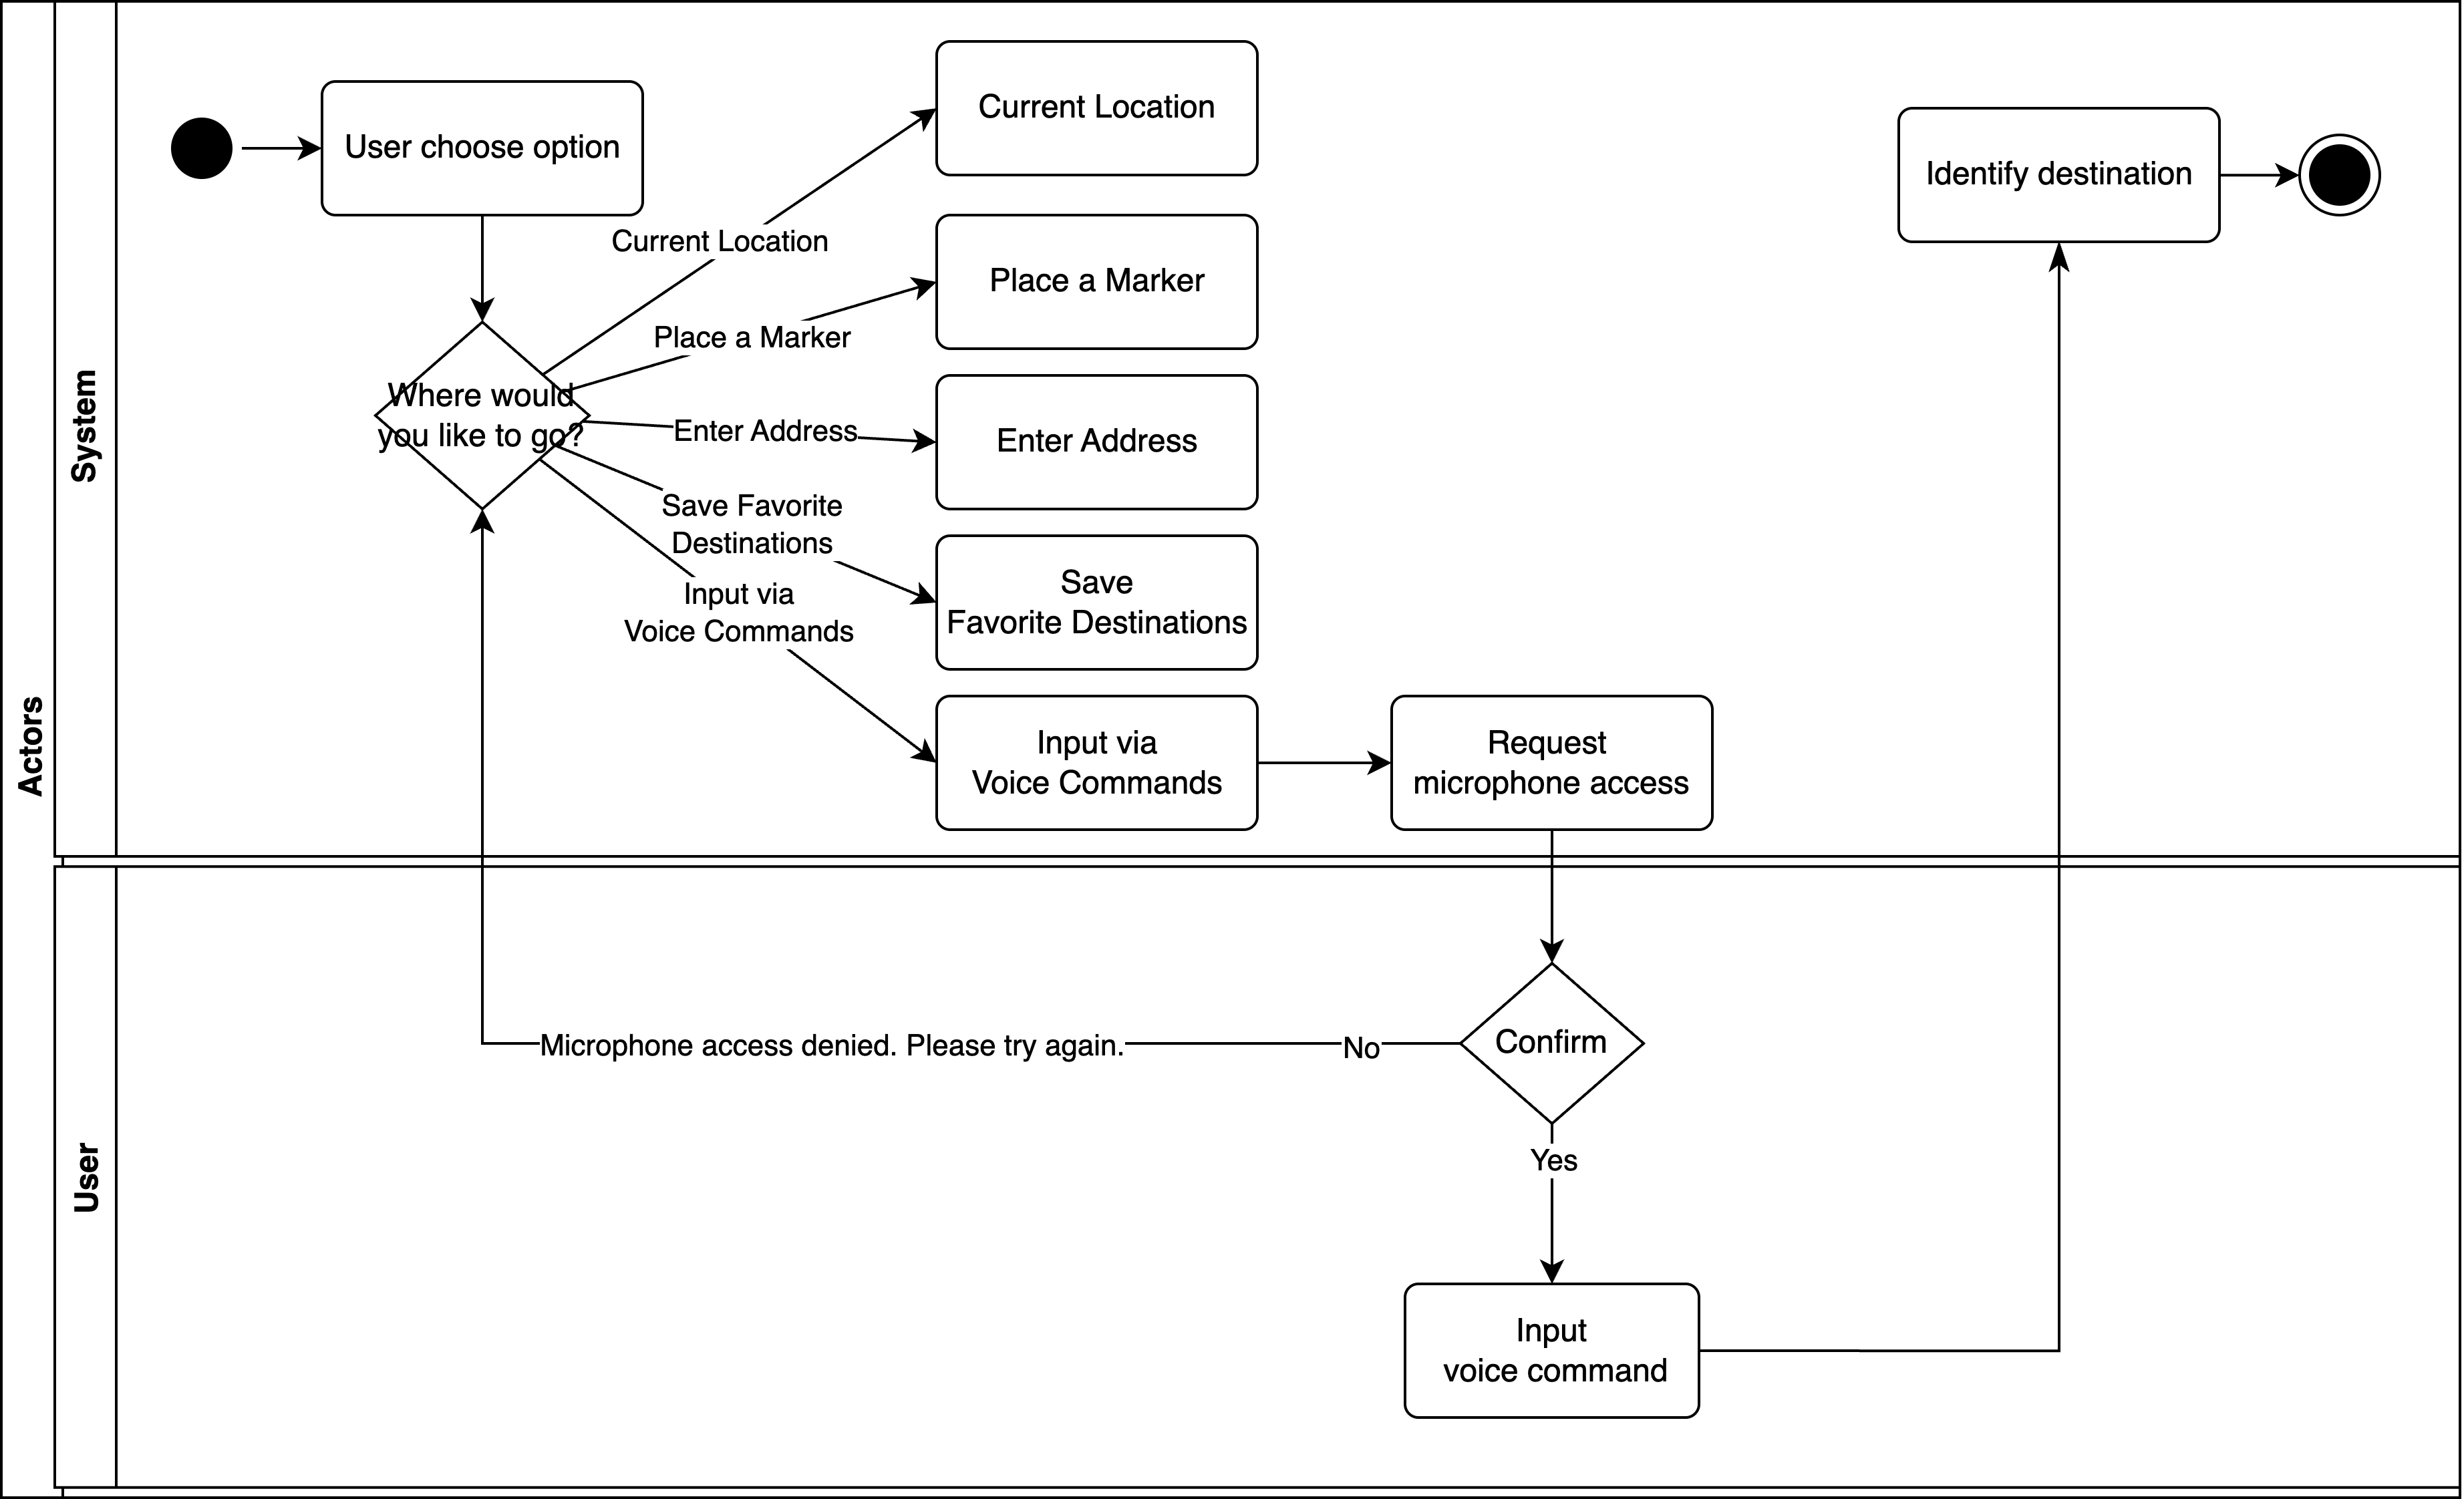 Actors
System
User choose option
Where would
you like to go?
Current Location
Place a Marker
Enter Address
Save Favorite
Destinations
Input via
Voice Commands
Current Location
Place a Marker
Enter Address
Save
Favorite Destinations
Input via
Voice Commands
Request
microphone access
Identify destination
User
Confirm
No
Microphone access denied. Please try again.
Yes
Input
voice command